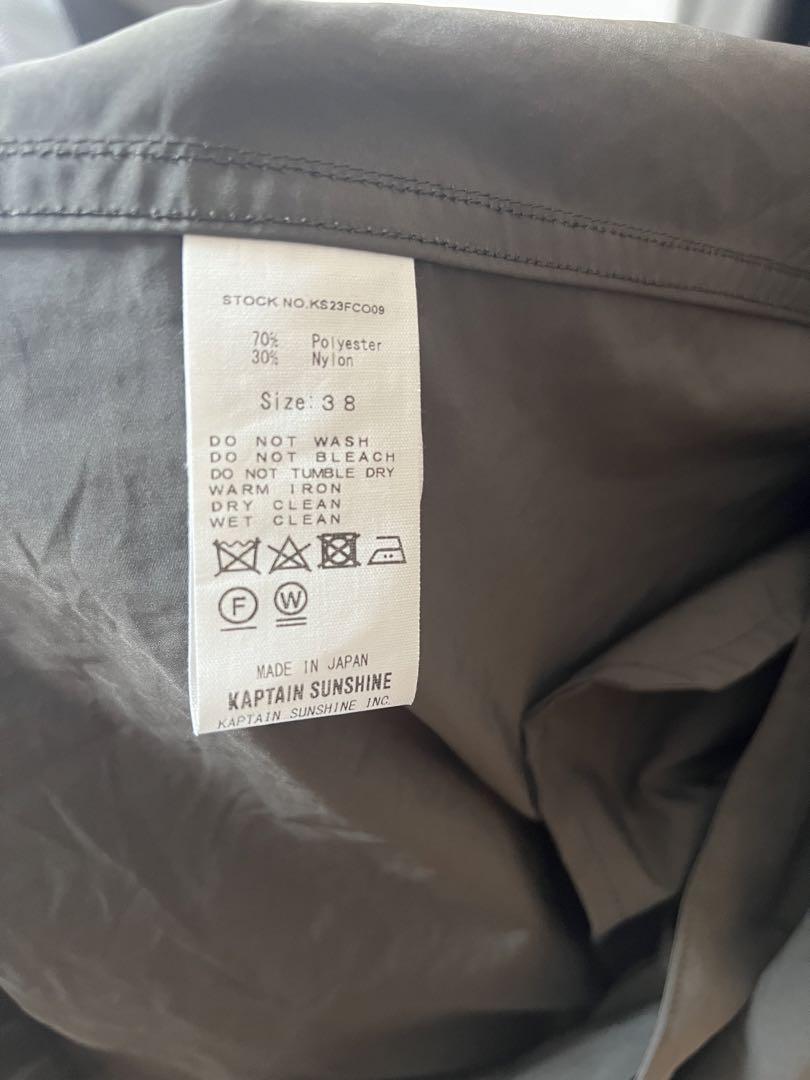 STOCK NO.KS23FCO09
70% Polyester
30% Nylon
Size: 38
DO NOT WASH
DO NOT BLEACH
DO NOT TUMBLE DRY
WARM IRON
DRY CLEAN
WET CLEAN
F W
MADE IN JAPAN
KAPTAIN SUNSHINE
KAPTAIN SUNSHINE INC.